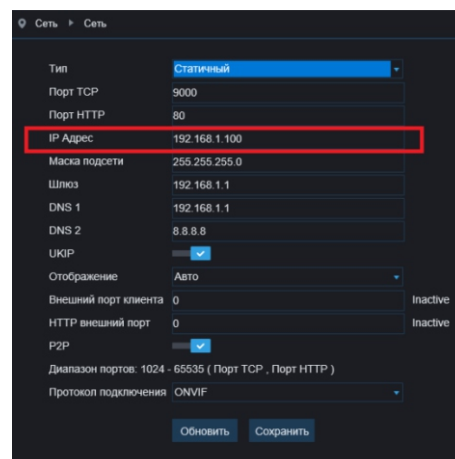 Сеть ▸ Сеть
Тип Статичный
Порт TCP 9000
Порт HTTP 80
IP Адрес 192.168.1.100
Маска подсети 255.255.255.0
Шлюз 192.168.1.1
DNS 1 192.168.1.1
DNS 2 8.8.8.8
UKIP
Отображение Авто
Внешний порт клиента 0 Inactive
HTTP внешний порт 0 Inactive
P2P
Диапазон портов: 1024 - 65535 ( Порт TCP , Порт HTTP )
Протокол подключения ONVIF
Обновить Сохранить